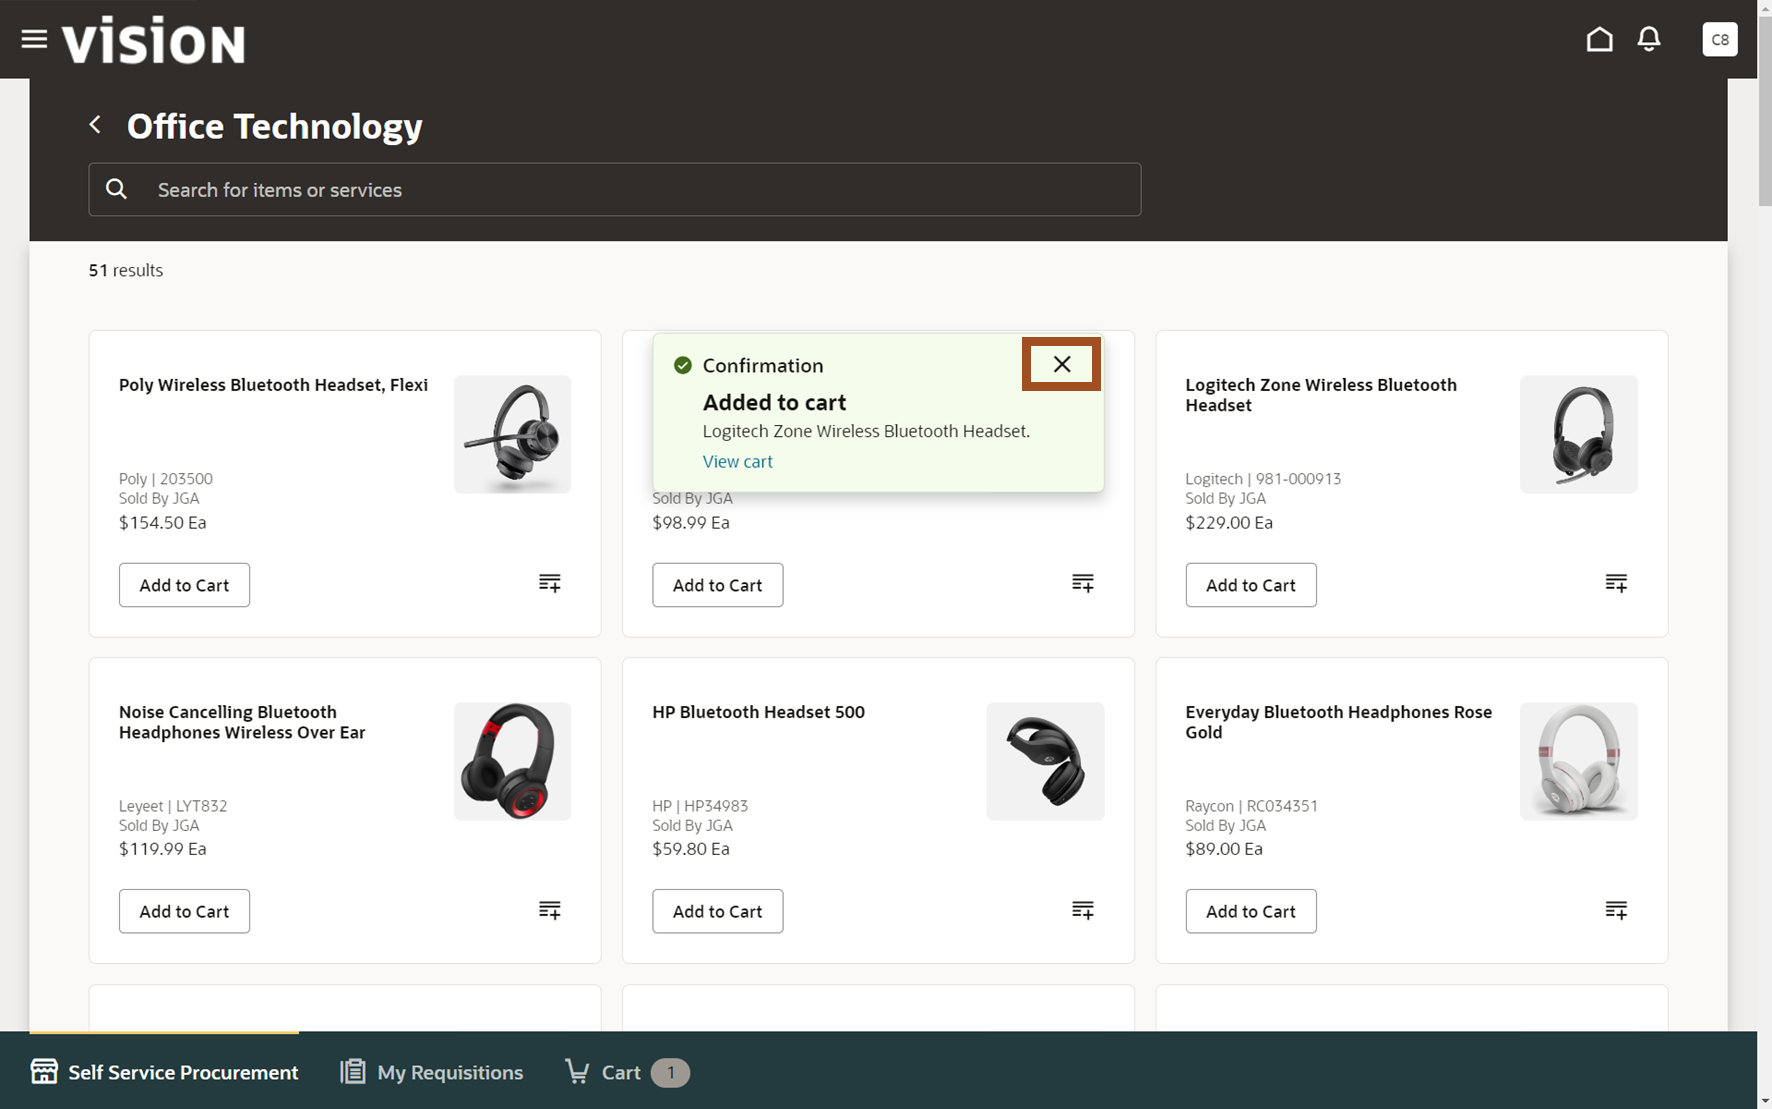 vision
C8
Office Technology
Search for items or services
51 results
Poly Wireless Bluetooth Headset, Flexi
Poly | 203500
Sold By JGA
$154.50 Ea
Add to Cart
Confirmation
Added to cart
Logitech Zone Wireless Bluetooth Headset.
View cart
Sold By JGA
$98.99 Ea
Add to Cart
Logitech Zone Wireless Bluetooth
Headset
Logitech | 981-000913
Sold By JGA
$229.00 Ea
Add to Cart
Noise Cancelling Bluetooth
Headphones Wireless Over Ear
Leyeet | LYT832
Sold By JGA
$119.99 Ea
Add to Cart
HP Bluetooth Headset 500
HP | HP34983
Sold By JGA
$59.80 Ea
Add to Cart
Everyday Bluetooth Headphones Rose
Gold
Raycon | RC034351
Sold By JGA
$89.00 Ea
Add to Cart
Self Service Procurement
My Requisitions
Cart 1